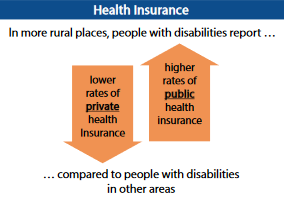 Health Insurance
In more rural places, people with disabilities report ...
lower
rates of
private
health
Insurance
higher
rates of
public
health
insurance
... compared to people with disabilities
in other areas